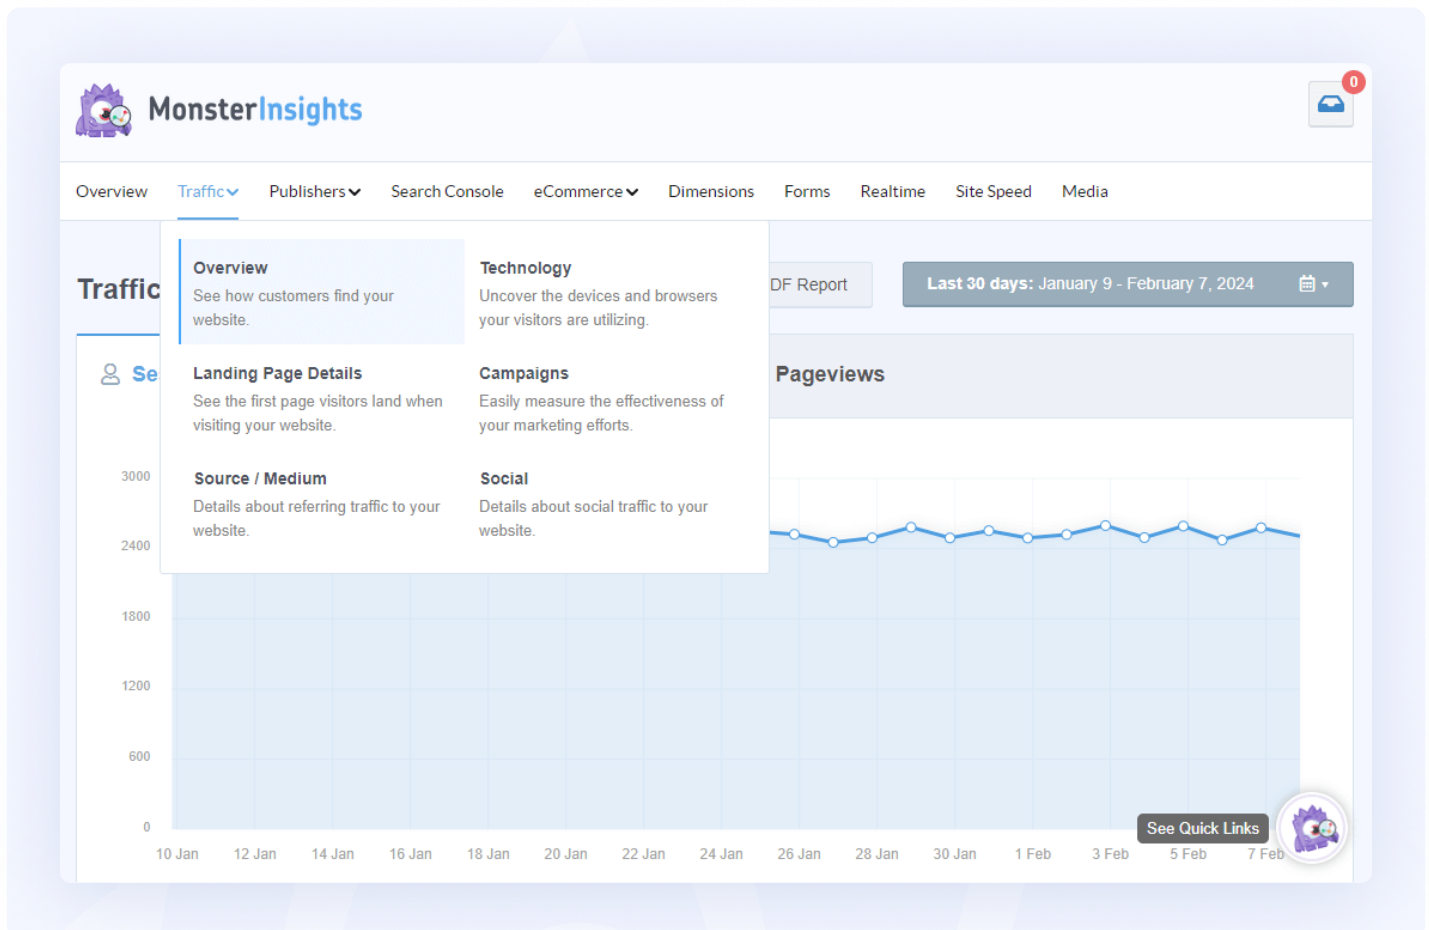 MonsterInsights
0
Overview Traffic Publishers Search Console eCommerce Dimensions Forms Realtime Site Speed Media
Traffic
DF Report
Last 30 days: January 9 - February 7, 2024
Overview
See how customers find your
website.
Technology
Uncover the devices and browsers
your visitors are utilizing.
Landing Page Details
See the first page visitors land when
visiting your website.
Campaigns
Easily measure the effectiveness of
your marketing efforts.
Source / Medium
Details about referring traffic to your
website.
Social
Details about social traffic to your
website.
Se
Pageviews
3000
2400
1800
1200
600
0
10 Jan 12 Jan 14 Jan 16 Jan 18 Jan 20 Jan 22 Jan 24 Jan 26 Jan 28 Jan 30 Jan 1 Feb 3 Feb 5 Feb 7 Feb
See Quick Links